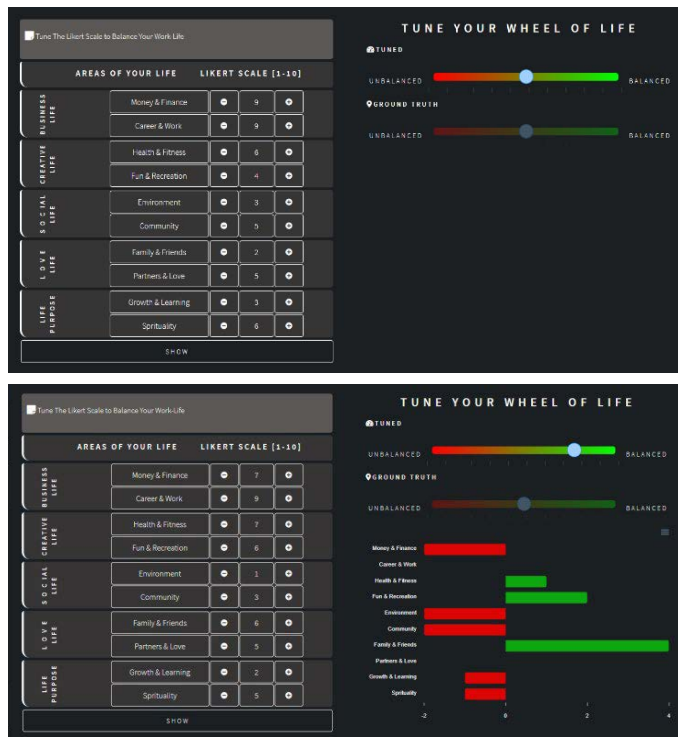 Tune The Likert Scale to Balance Your Work-Life
AREAS OF YOUR LIFE LIKERT SCALE [1-10]
BUSINESS LIFE
Money & Finance 9
Career & Work 9
CREATIVE LIFE
Health & Fitness 6
Fun & Recreation 4
SOCIAL LIFE
Environment 3
Community 5
LOVE LIFE
Family & Friends 2
Partners & Love 5
LIFE PURPOSE
Growth & Learning 3
Sprituality 6
SHOW
TUNE YOUR WHEEL OF LIFE
TUNED
UNBALANCED BALANCED
GROUND TRUTH
UNBALANCED BALANCED
Tune The Likert Scale to Balance Your Work-Life
AREAS OF YOUR LIFE LIKERT SCALE [1-10]
BUSINESS LIFE
Money & Finance 7
Career & Work 9
CREATIVE LIFE
Health & Fitness 7
Fun & Recreation 6
SOCIAL LIFE
Environment 1
Community 3
LOVE LIFE
Family & Friends 6
Partners & Love 5
LIFE PURPOSE
Growth & Learning 2
Sprituality 5
SHOW
TUNE YOUR WHEEL OF LIFE
TUNED
UNBALANCED BALANCED
GROUND TRUTH
UNBALANCED BALANCED
Money & Finance
Career & Work
Health & Fitness
Fun & Recreation
Environment
Community
Family & Friends
Partners & Love
Growth & Learning
Sprituality
-2 0 2 4